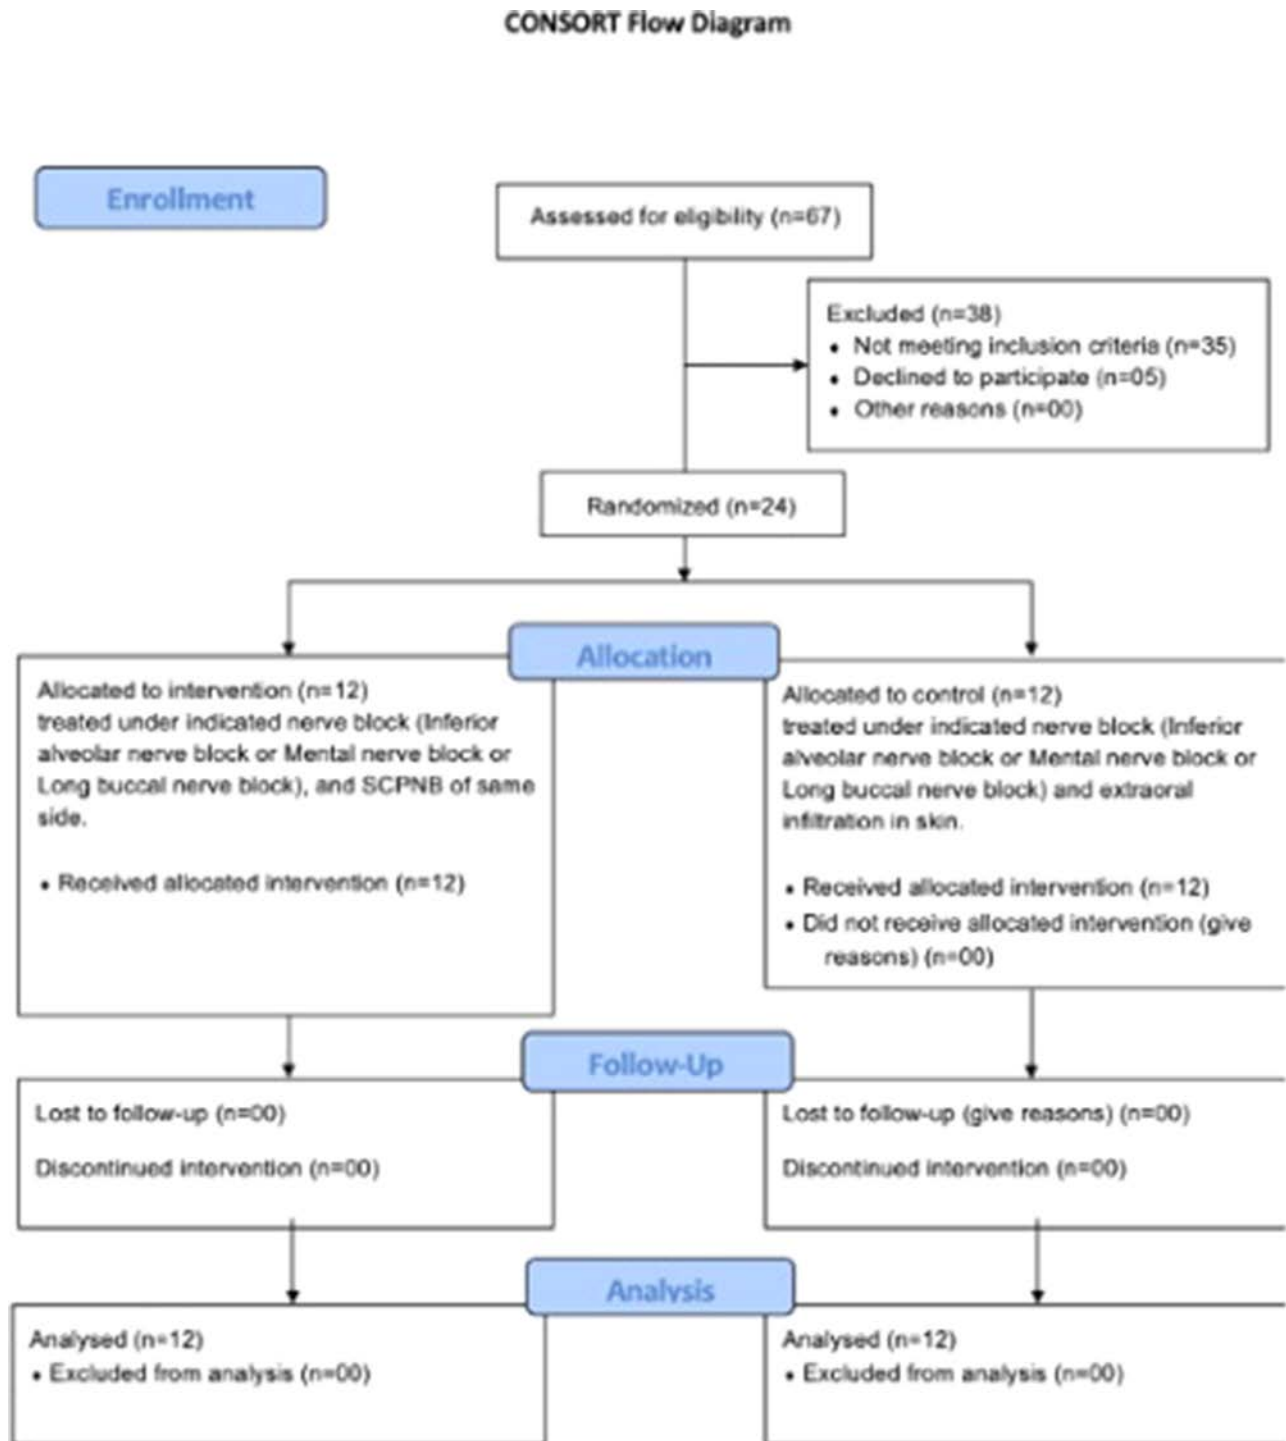 CONSORT Flow Diagram
Enrollment
Assessed for eligibility (n=67)
Excluded (n=38)
• Not meeting inclusion criteria (n=35)
• Declined to participate (n=05)
• Other reasons (n=00)
Randomized (n=24)
Allocation
Allocated to intervention (n=12)
treated under indicated nerve block (Inferior
alveolar nerve block or Mental nerve block or
Long buccal nerve block), and SCPNB of same
side.
• Received allocated intervention (n=12)
Allocated to control (n=12)
treated under indicated nerve block (Inferior
alveolar nerve block or Mental nerve block or
Long buccal nerve block) and extraoral
infiltration in skin.
• Received allocated intervention (n=12)
• Did not receive allocated intervention (give
reasons) (n=00)
Follow-Up
Lost to follow-up (n=00)
Discontinued intervention (n=00)
Lost to follow-up (give reasons) (n=00)
Discontinued intervention (n=00)
Analysis
Analysed (n=12)
• Excluded from analysis (n=00)
Analysed (n=12)
• Excluded from analysis (n=00)